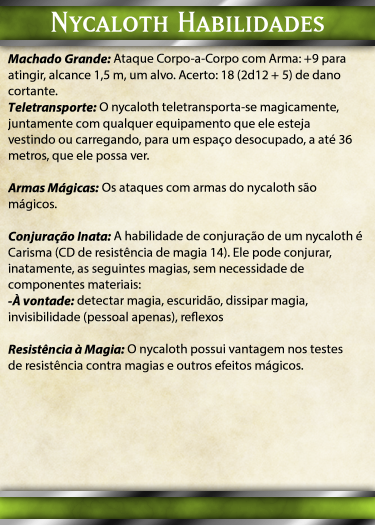 Nycaloth Habilidades
Machado Grande: Ataque Corpo-a-Corpo com Arma: +9 para
atingir, alcance 1,5 m, um alvo. Acerto: 18 (2d12 + 5) de dano
cortante.
Teletransporte: O nycaloth teletransporta-se magicamente,
juntamente com qualquer equipamento que ele esteja
vestindo ou carregando, para um espaço desocupado, a até 36
metros, que ele possa ver.
Armas Mágicas: Os ataques com armas do nycaloth são
mágicos.
Conjuração Inata: A habilidade de conjuração de um nycaloth é
Carisma (CD de resistência de magia 14). Ele pode conjurar,
inatamente, as seguintes magias, sem necessidade de
componentes materiais:
-À vontade: detectar magia, escuridão, dissipar magia,
invisibilidade (pessoal apenas), reflexos
Resistência à Magia: O nycaloth possui vantagem nos testes
de resistência contra magias e outros efeitos mágicos.